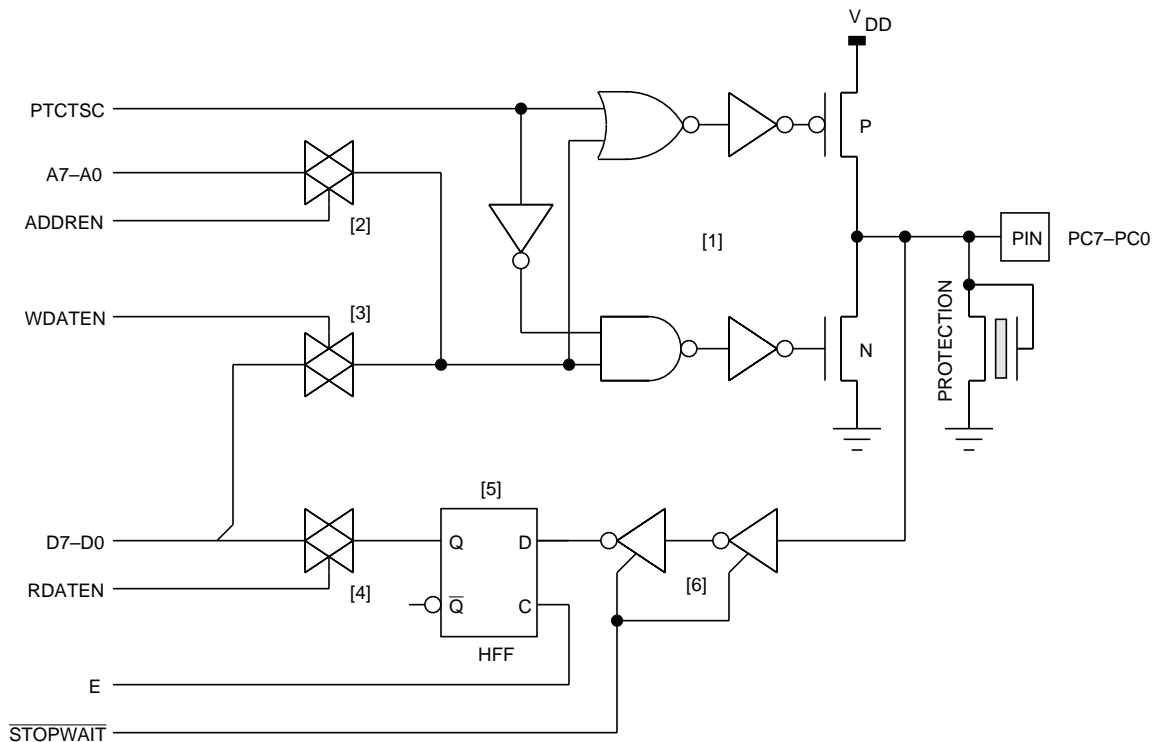 V DD
PTCTSC
P
A7–A0
ADDREN
[2]
[1]
PIN
PC7–PC0
PROTECTION
WDATEN
[3]
N
[5]
D7–D0
Q
D
[6]
RDATEN
[4]
Q̅
C
HFF
E
S̅T̅O̅P̅W̅A̅I̅T̅